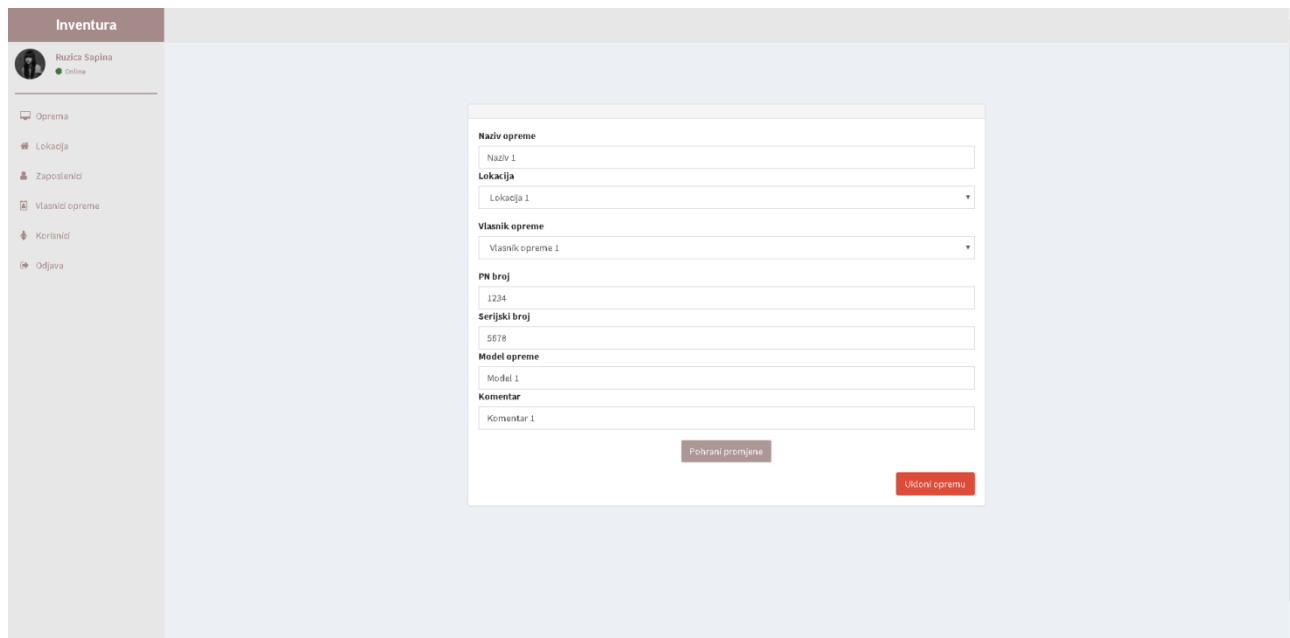 Inventura
Ruzica Sapina
Online
Oprema
Lokacija
Zaposlenici
Vlasnici opreme
Korisnici
Odjava
Naziv opreme
Naziv 1
Lokacija
Lokacija 1
Vlasnik opreme
Vlasnik opreme 1
PN broj
1234
Serijski broj
5678
Model opreme
Model 1
Komentar
Komentar 1
Pohrani promjene
Ukloni opremu